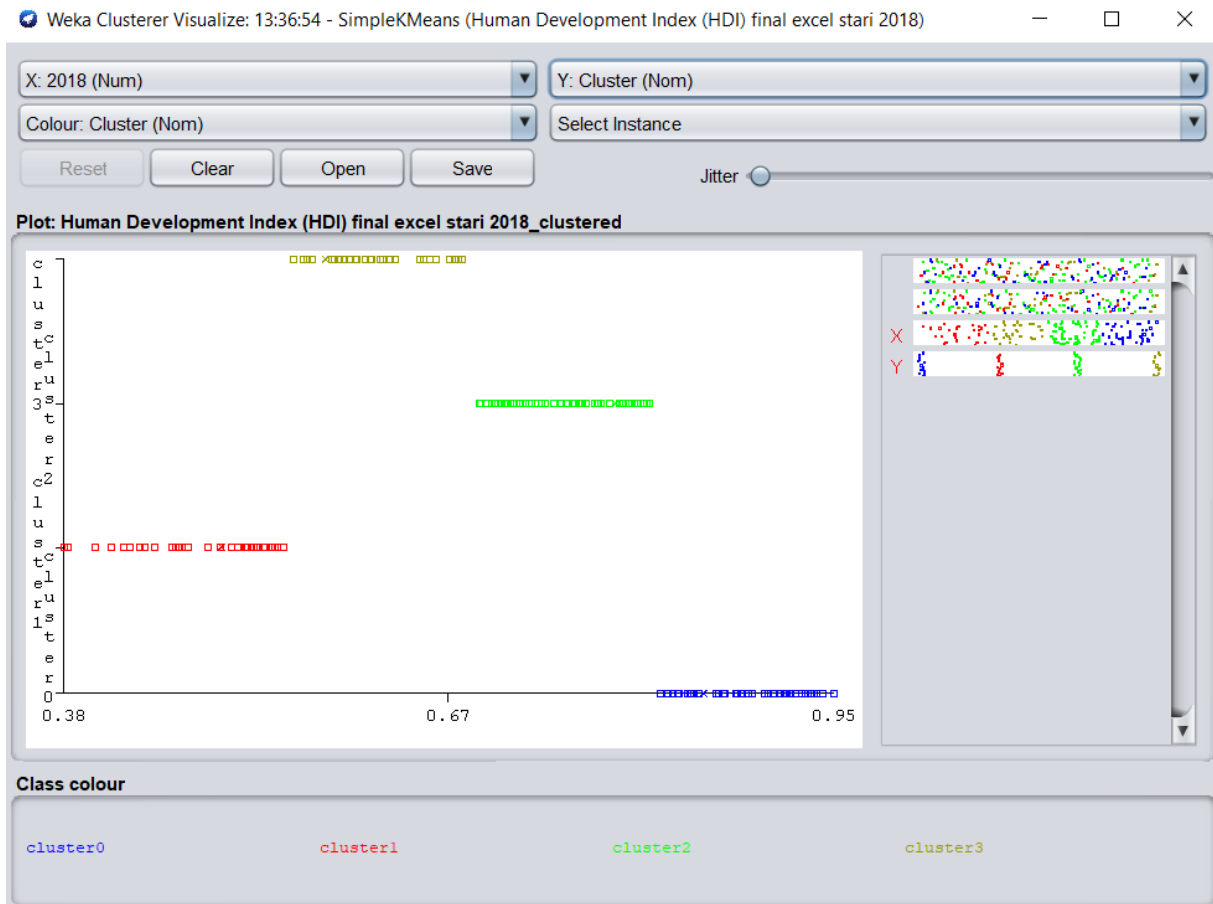 Weka Clusterer Visualize: 13:36:54 - SimpleKMeans (Human Development Index (HDI) final excel stari 2018)
X: 2018 (Num)
Y: Cluster (Nom)
Colour: Cluster (Nom)
Select Instance
Reset
Clear
Open
Save
Jitter
Plot: Human Development Index (HDI) final excel stari 2018_clustered
cluster3
cluster2
cluster1
cluster0
0.38
0.67
0.95
X
Y
Class colour
cluster0
cluster1
cluster2
cluster3